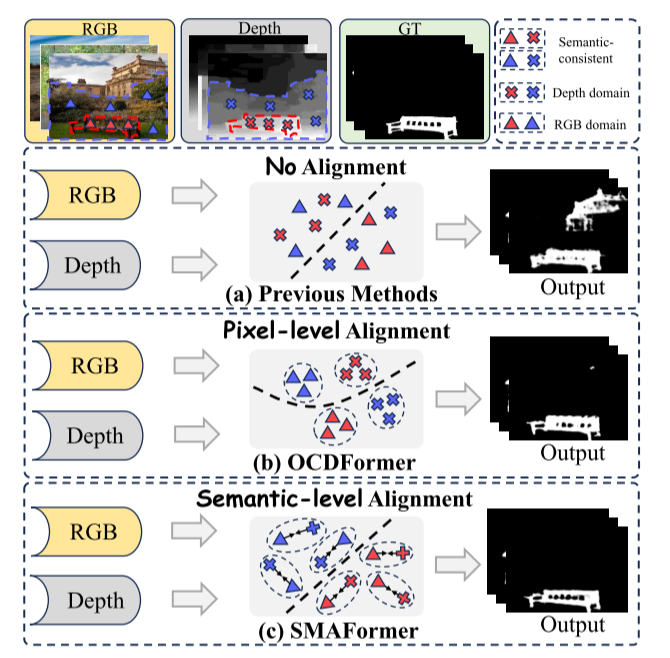 RGB
Depth
GT
Semantic-
consistent
Depth domain
RGB domain
No Alignment
RGB
Depth
Output
(a) Previous Methods
Pixel-level Alignment
RGB
Depth
Output
(b) OCDFormer
Semantic-level Alignment
RGB
Depth
Output
(c) SMAFormer